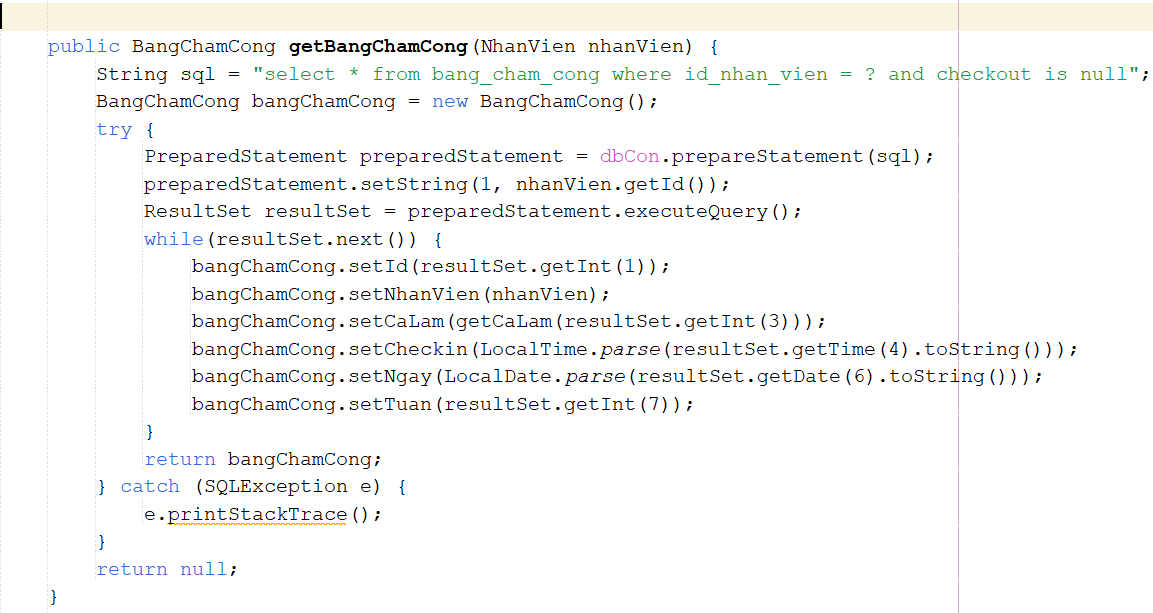 public BangChamCong getBangChamCong(NhanVien nhanVien) {
String sql = "select * from bang_cham_cong where id_nhan_vien = ? and checkout is null";
BangChamCong bangChamCong = new BangChamCong();
try {
PreparedStatement preparedStatement = dbCon.prepareStatement(sql);
preparedStatement.setString(1, nhanVien.getId());
ResultSet resultSet = preparedStatement.executeQuery();
while(resultSet.next()) {
bangChamCong.setId(resultSet.getInt(1));
bangChamCong.setNhanVien(nhanVien);
bangChamCong.setCaLam(getCaLam(resultSet.getInt(3)));
bangChamCong.setCheckin(LocalTime.parse(resultSet.getTime(4).toString()));
bangChamCong.setNgay(LocalDate.parse(resultSet.getDate(6).toString()));
bangChamCong.setTuan(resultSet.getInt(7));
}
return bangChamCong;
} catch (SQLException e) {
e.printStackTrace();
}
return null;
}